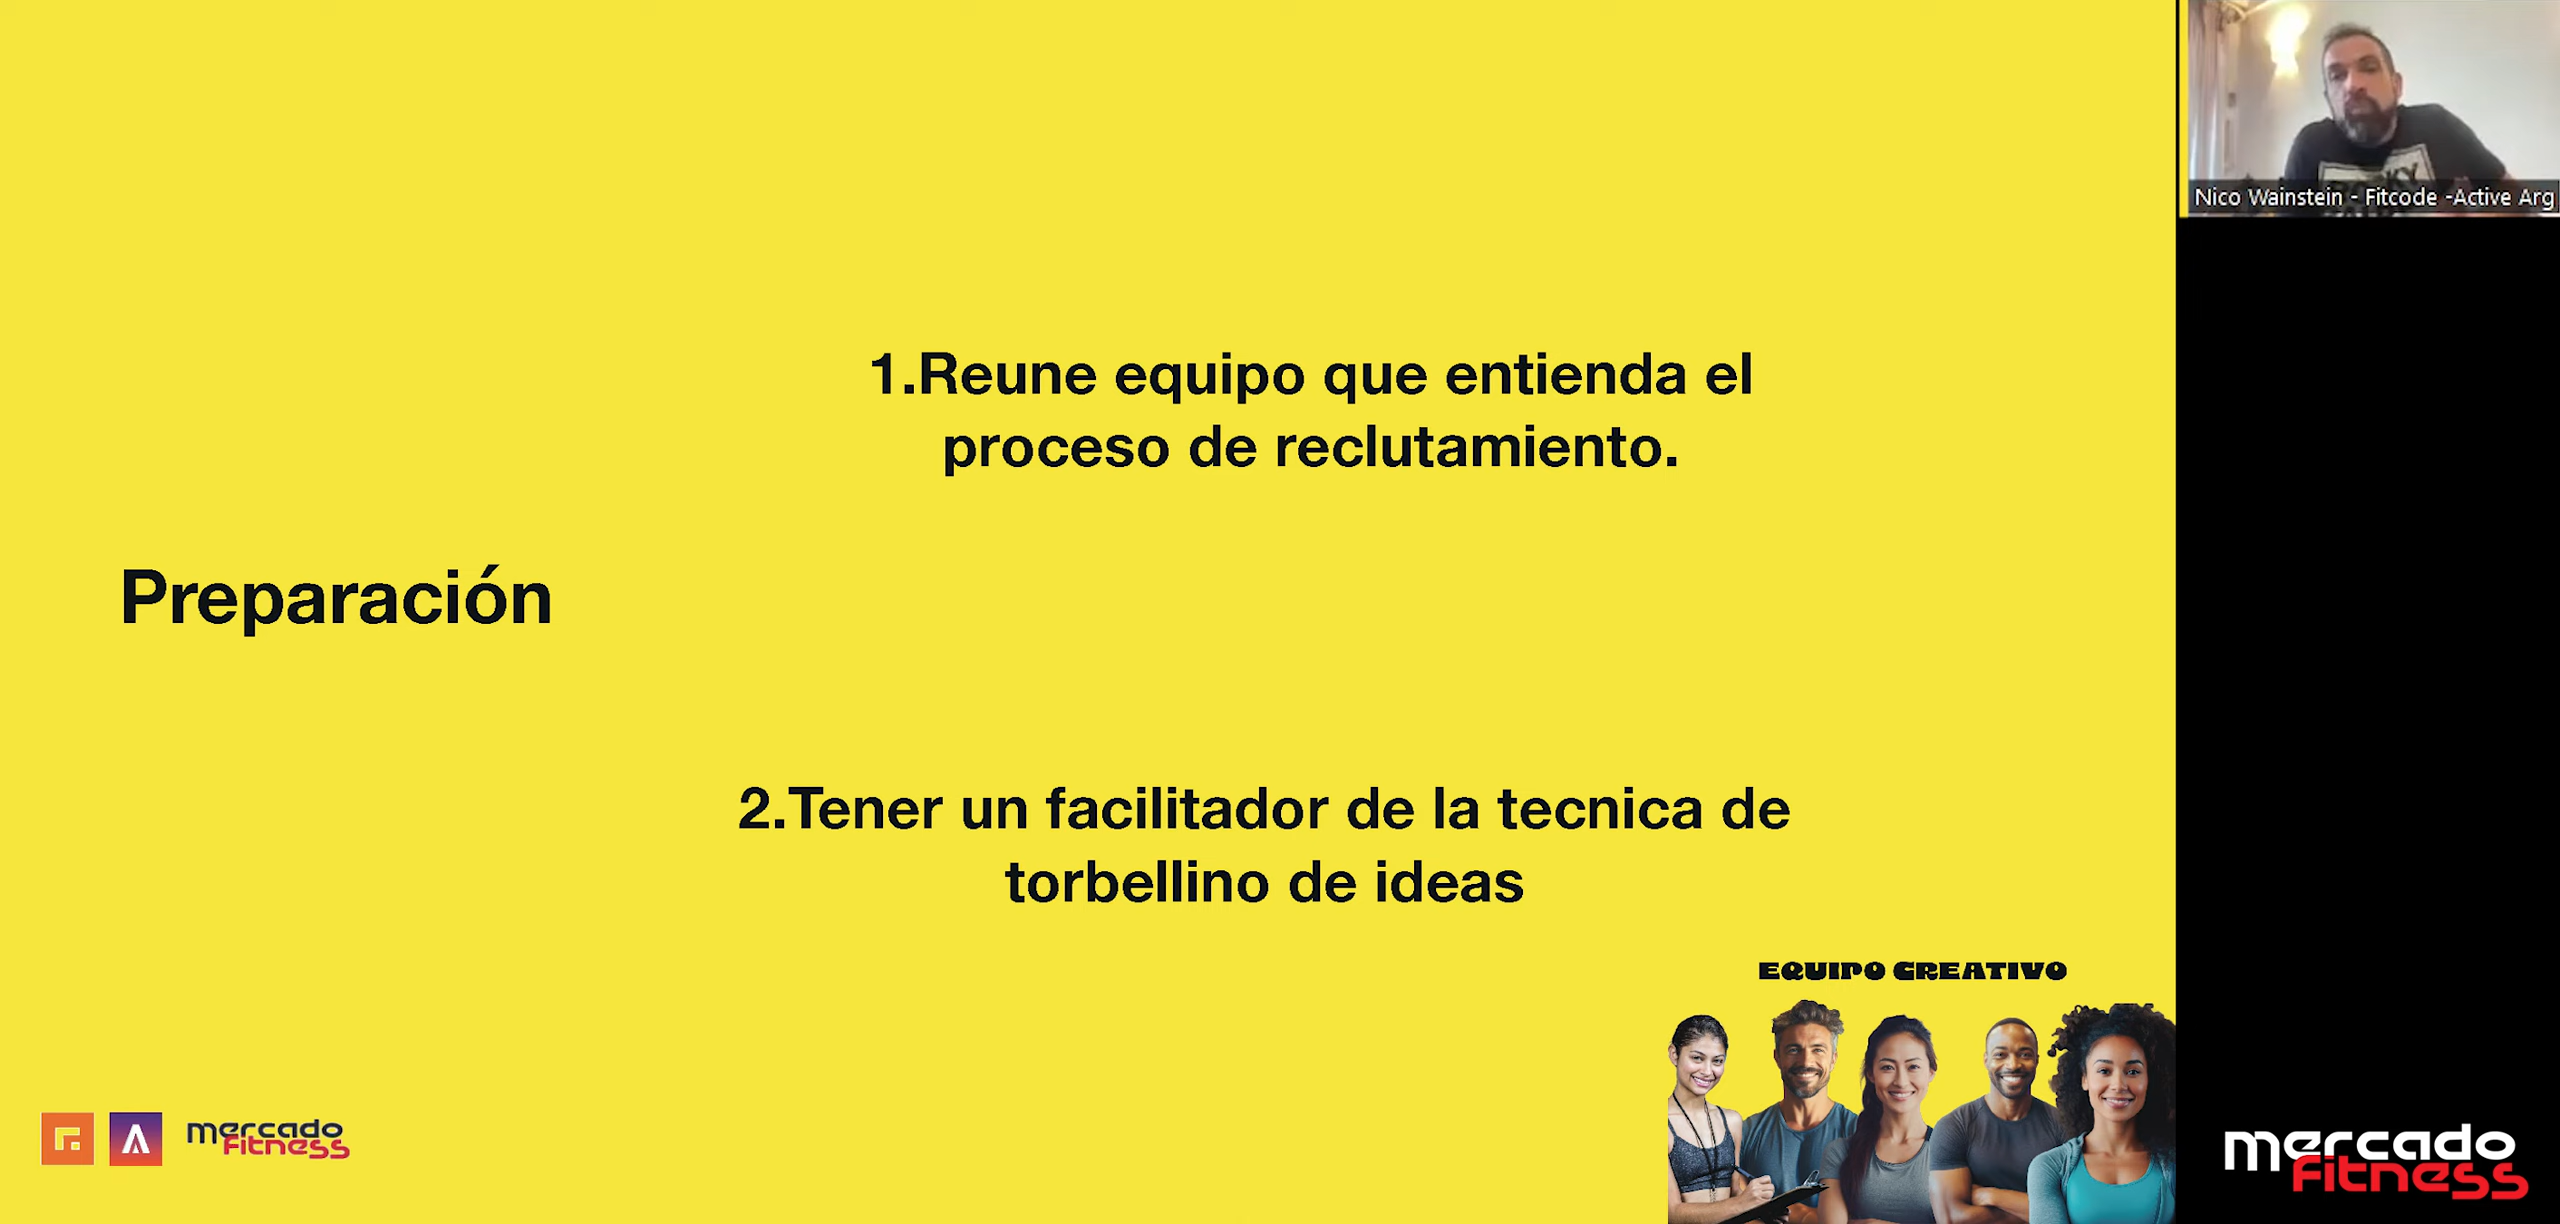 Nico Wainstein - Fitcode -Active Arg
1.Reune equipo que entienda el
proceso de reclutamiento.
Preparación
2.Tener un facilitador de la tecnica de
torbellino de ideas
EQUIPO CREATIVO
mercado
fitness
mercado
fitness